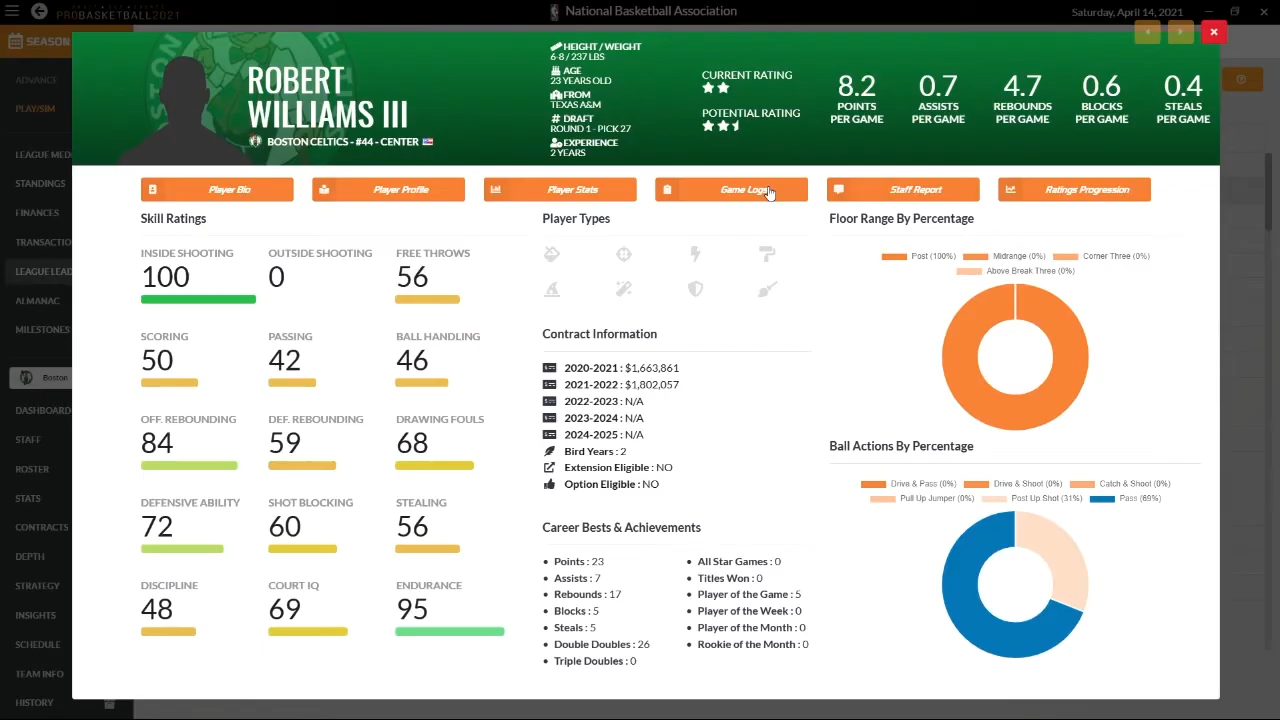 PROBASKETBALL2021
National Basketball Association
Saturday, April 14, 2021
SEASON
ADVANCE
PLAY/SIM
LEAGUE MED
STANDINGS
FINANCES
TRANSACTIO
LEAGUE LEAD
ALMANAC
MILESTONES
Boston
DASHBOARD
STAFF
ROSTER
STATS
CONTRACTS
DEPTH
STRATEGY
INSIGHTS
SCHEDULE
TEAM INFO
HISTORY
ROBERT
WILLIAMS III
BOSTON CELTICS - #44 - CENTER
HEIGHT / WEIGHT
6-8 / 237 LBS
AGE
23 YEARS OLD
FROM
TEXAS A&M
DRAFT
ROUND 1 - PICK 27
EXPERIENCE
2 YEARS
CURRENT RATING
POTENTIAL RATING
8.2
POINTS
PER GAME
0.7
ASSISTS
PER GAME
4.7
REBOUNDS
PER GAME
0.6
BLOCKS
PER GAME
0.4
STEALS
PER GAME
Player Bio
Player Profile
Player Stats
Game Logs
Staff Report
Ratings Progression
Skill Ratings
INSIDE SHOOTING
100
OUTSIDE SHOOTING
0
FREE THROWS
56
SCORING
50
PASSING
42
BALL HANDLING
46
OFF. REBOUNDING
84
DEF. REBOUNDING
59
DRAWING FOULS
68
DEFENSIVE ABILITY
72
SHOT BLOCKING
60
STEALING
56
DISCIPLINE
48
COURT IQ
69
ENDURANCE
95
Player Types
Contract Information
2020-2021 : $1,663,861
2021-2022 : $1,802,057
2022-2023 : N/A
2023-2024 : N/A
2024-2025 : N/A
Bird Years : 2
Extension Eligible : NO
Option Eligible : NO
Career Bests & Achievements
Points : 23
Assists : 7
Rebounds : 17
Blocks : 5
Steals : 5
Double Doubles : 26
Triple Doubles : 0
All Star Games : 0
Titles Won : 0
Player of the Game : 5
Player of the Week : 0
Player of the Month : 0
Rookie of the Month : 0
Floor Range By Percentage
Post (100%) Midrange (0%) Corner Three (0%)
Above Break Three (0%)
Ball Actions By Percentage
Drive & Pass (0%) Drive & Shoot (0%) Catch & Shoot (0%)
Pull Up Jumper (0%) Post Up Shot (31%) Pass (69%)